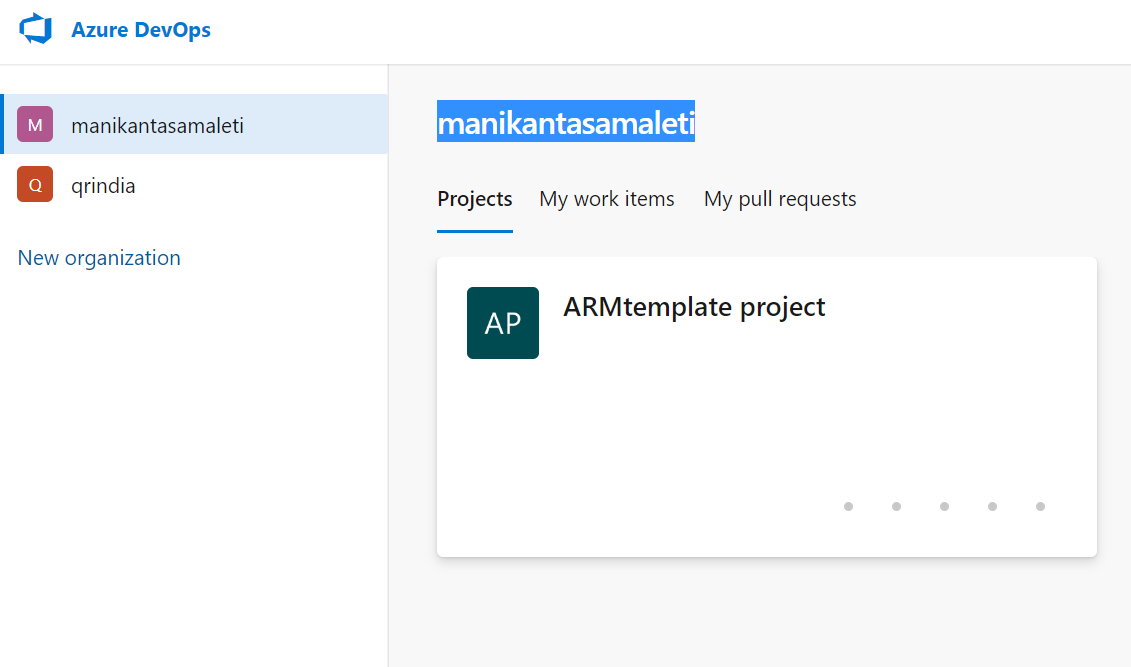 Azure DevOps
M manikantasamaleti
Q qrindia
New organization
manikantasamaleti
Projects My work items My pull requests
AP ARMtemplate project